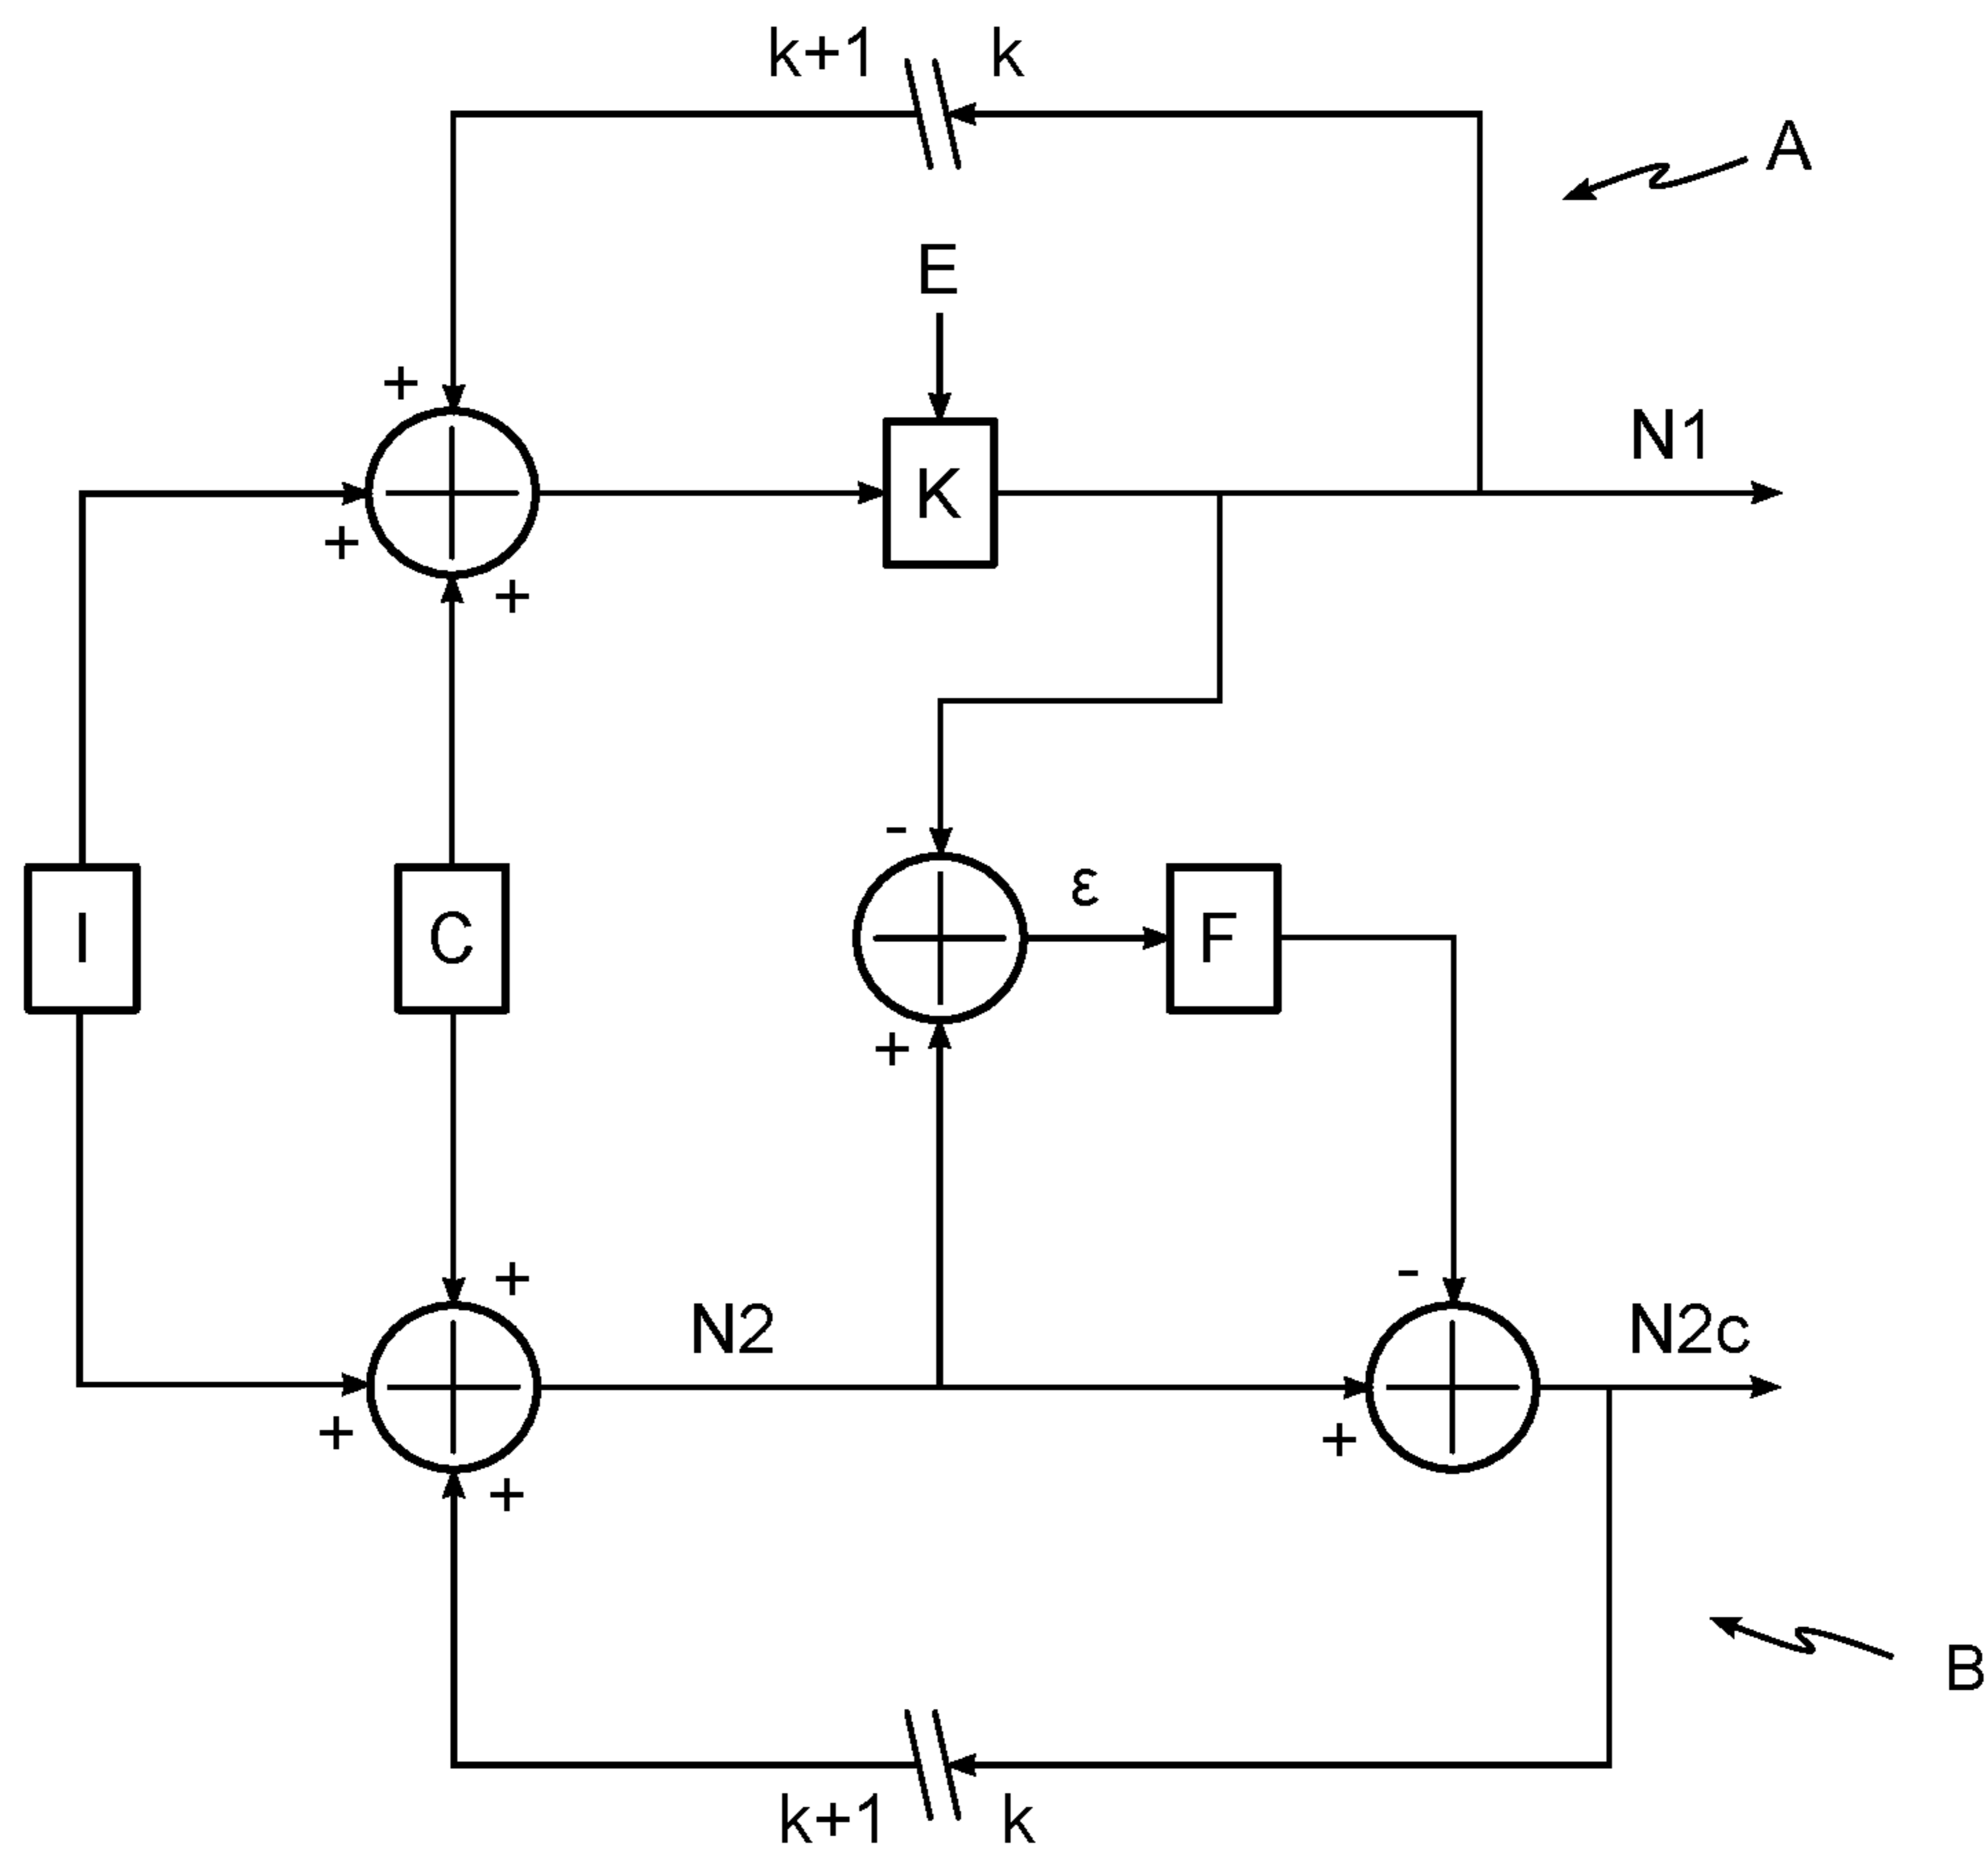 k+1 k
A
E
+
N1
K
+
+
-
ε
I
C
F
+
+
-
N2
N2c
+
+
+
B
k+1 k